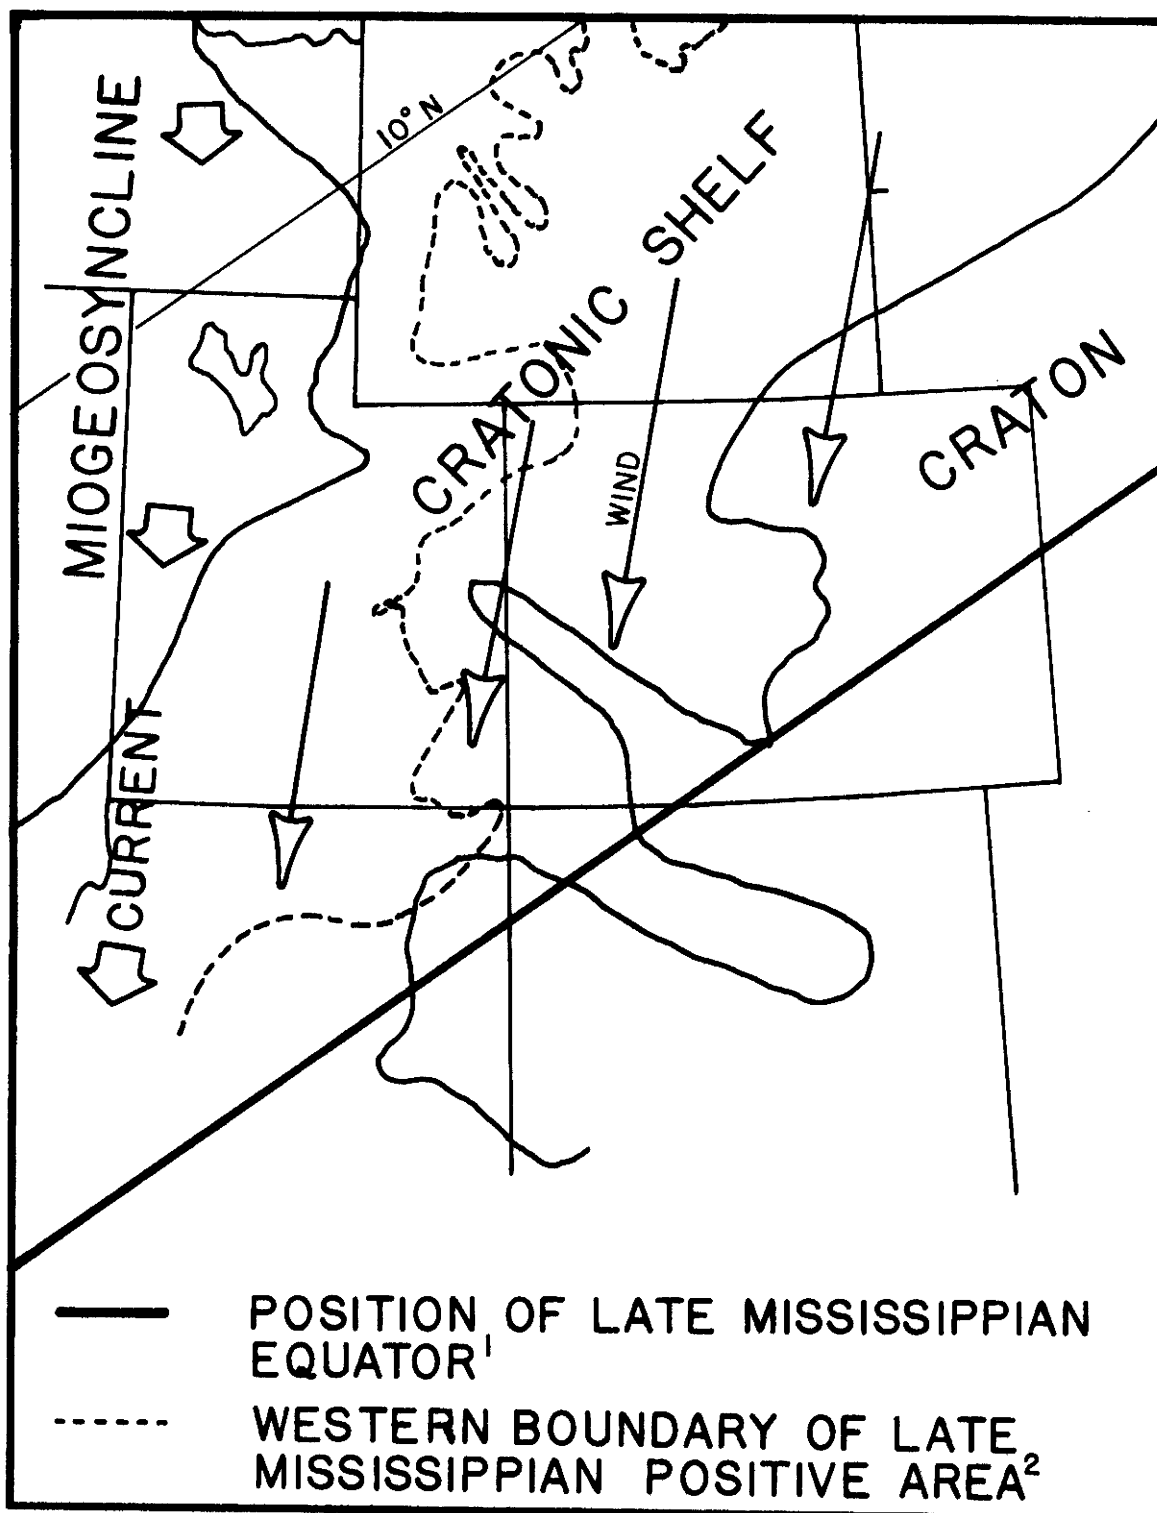 MIOGEOSYNCLINE
10° N
CRATONIC SHELF
CRATON
WIND
CURRENT
POSITION OF LATE MISSISSIPPIAN
EQUATOR¹
WESTERN BOUNDARY OF LATE
MISSISSIPPIAN POSITIVE AREA²